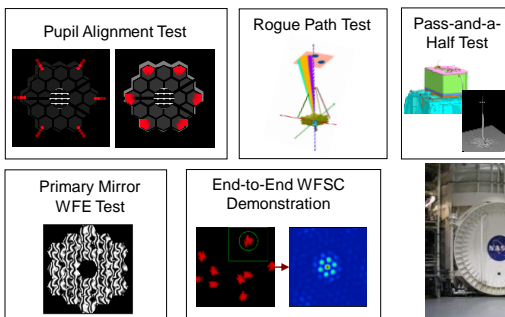 Pupil Alignment Test
Rogue Path Test
Pass-and-a-
Half Test
Primary Mirror
WFE Test
End-to-End WFSC
Demonstration
NASA